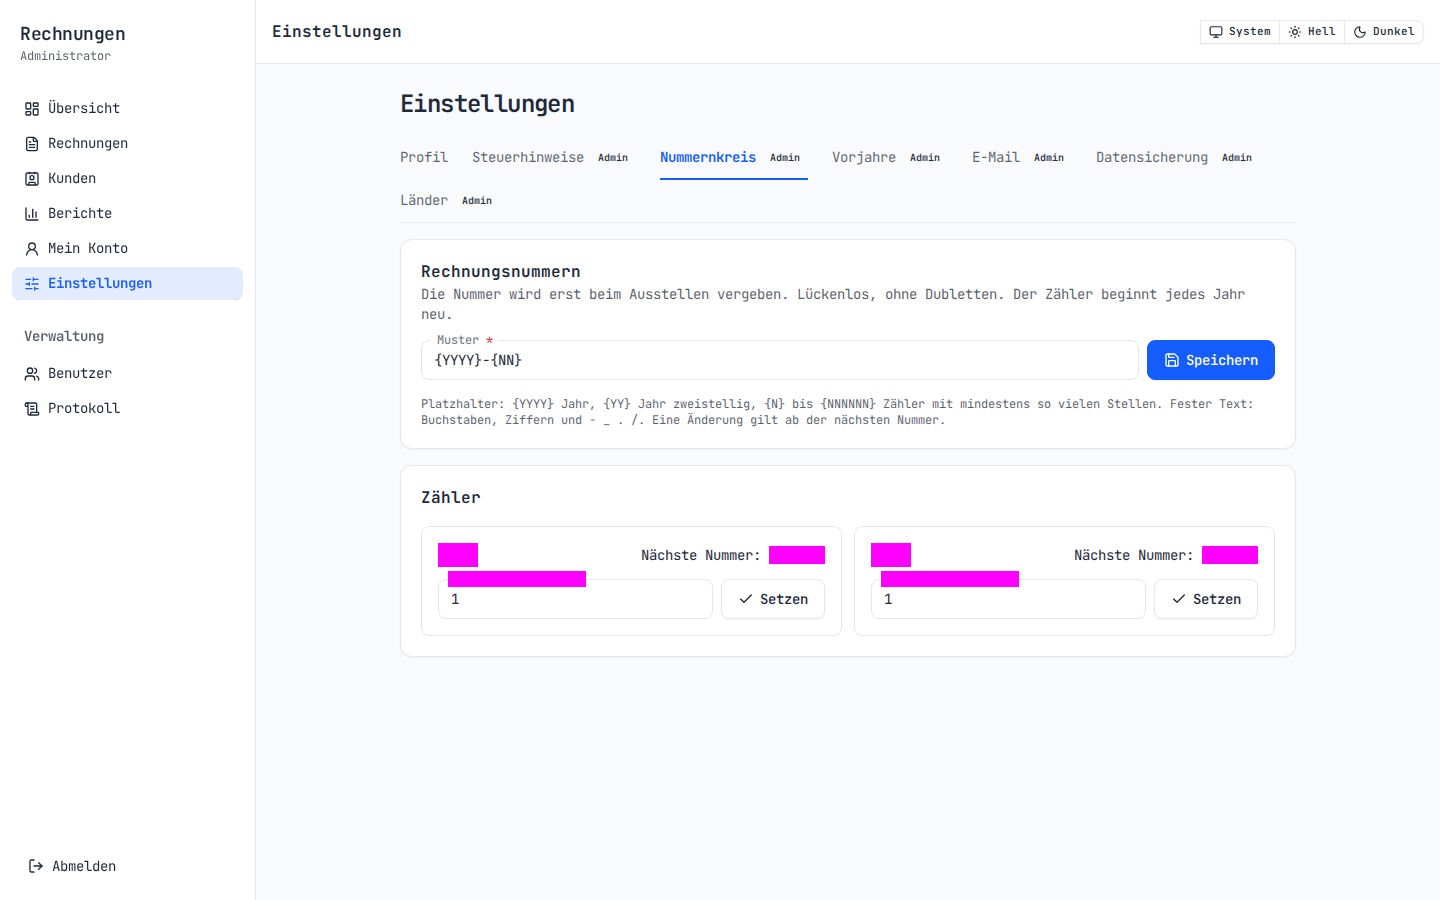 Rechnungen
Administrator
Übersicht
Rechnungen
Kunden
Berichte
Mein Konto
Einstellungen
Verwaltung
Benutzer
Protokoll
Abmelden
Einstellungen
System
Hell
Dunkel
Einstellungen
Profil
Steuerhinweise Admin
Nummernkreis Admin
Vorjahre Admin
E-Mail Admin
Datensicherung Admin
Länder Admin
Rechnungsnummern
Die Nummer wird erst beim Ausstellen vergeben. Lückenlos, ohne Dubletten. Der Zähler beginnt jedes Jahr
neu.
Muster *
{YYYY}-{NN}
Speichern
Platzhalter: {YYYY} Jahr, {YY} Jahr zweistellig, {N} bis {NNNNNN} Zähler mit mindestens so vielen Stellen. Fester Text:
Buchstaben, Ziffern und - _ . /. Eine Änderung gilt ab der nächsten Nummer.
Zähler
Nächste Nummer:
1
Setzen
Nächste Nummer:
1
Setzen